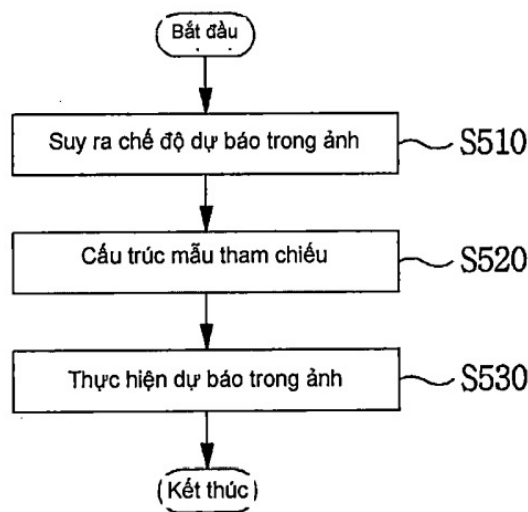 Bắt đầu
Suy ra chế độ dự báo trong ảnh
S510
Cấu trúc mẫu tham chiếu
S520
Thực hiện dự báo trong ảnh
S530
Kết thúc